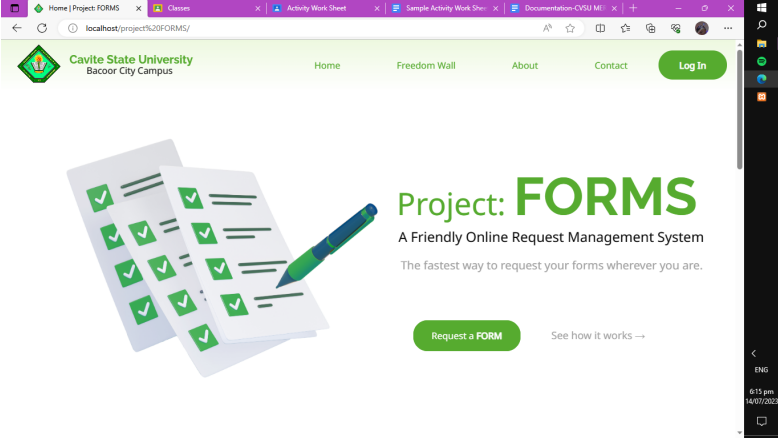 Home | Project: FORMS
Classes
Activity Work Sheet
Sample Activity Work Shee
Documentation-CVSU
localhost/project%20FORMS/
Cavite State University
Bacoor City Campus
Home
Freedom Wall
About
Contact
Log In
Project: FORMS
A Friendly Online Request Management System
The fastest way to request your forms wherever you are.
Request a FORM
See how it works →
ENG
6:15 pm
14/07/2023